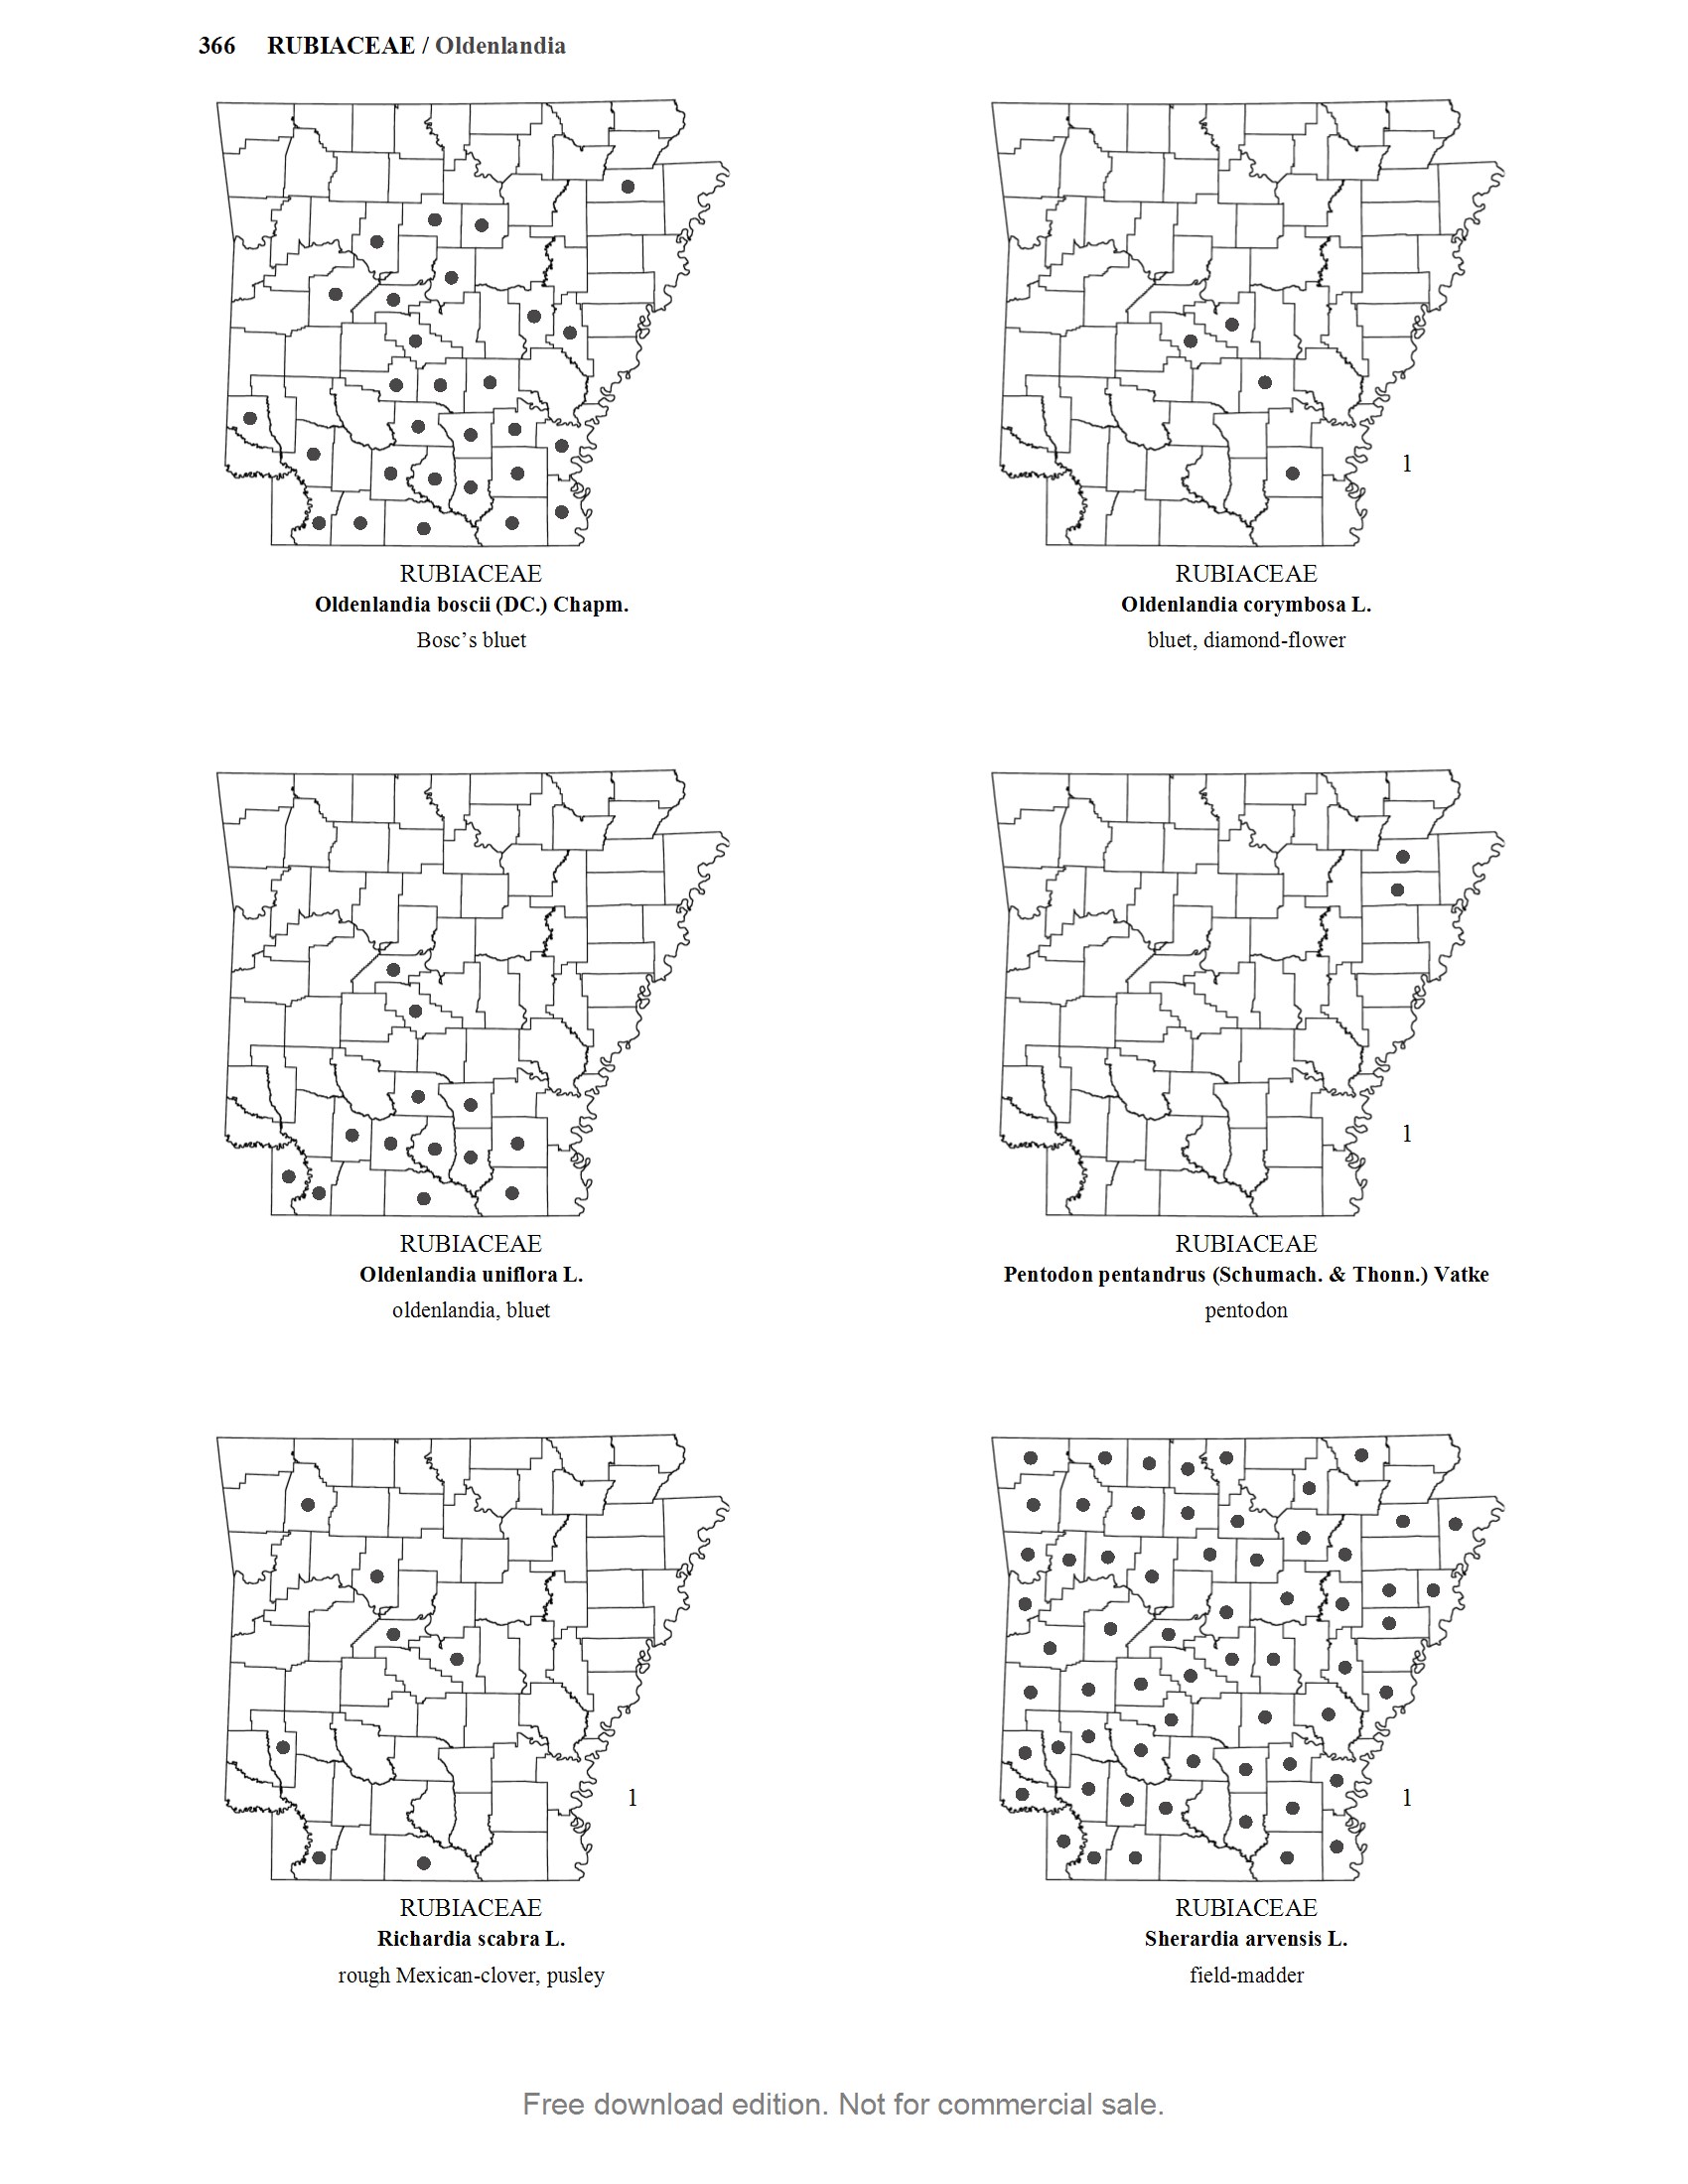 366 RUBIACEAE / Oldenlandia
RUBIACEAE
Oldenlandia boscii (DC.) Chapm.
Bosc’s bluet
1
RUBIACEAE
Oldenlandia corymbosa L.
bluet, diamond-flower
RUBIACEAE
Oldenlandia uniflora L.
oldenlandia, bluet
1
RUBIACEAE
Pentodon pentandrus (Schumach. & Thonn.) Vatke
pentodon
1
RUBIACEAE
Richardia scabra L.
rough Mexican-clover, pusley
1
RUBIACEAE
Sherardia arvensis L.
field-madder
Free download edition. Not for commercial sale.